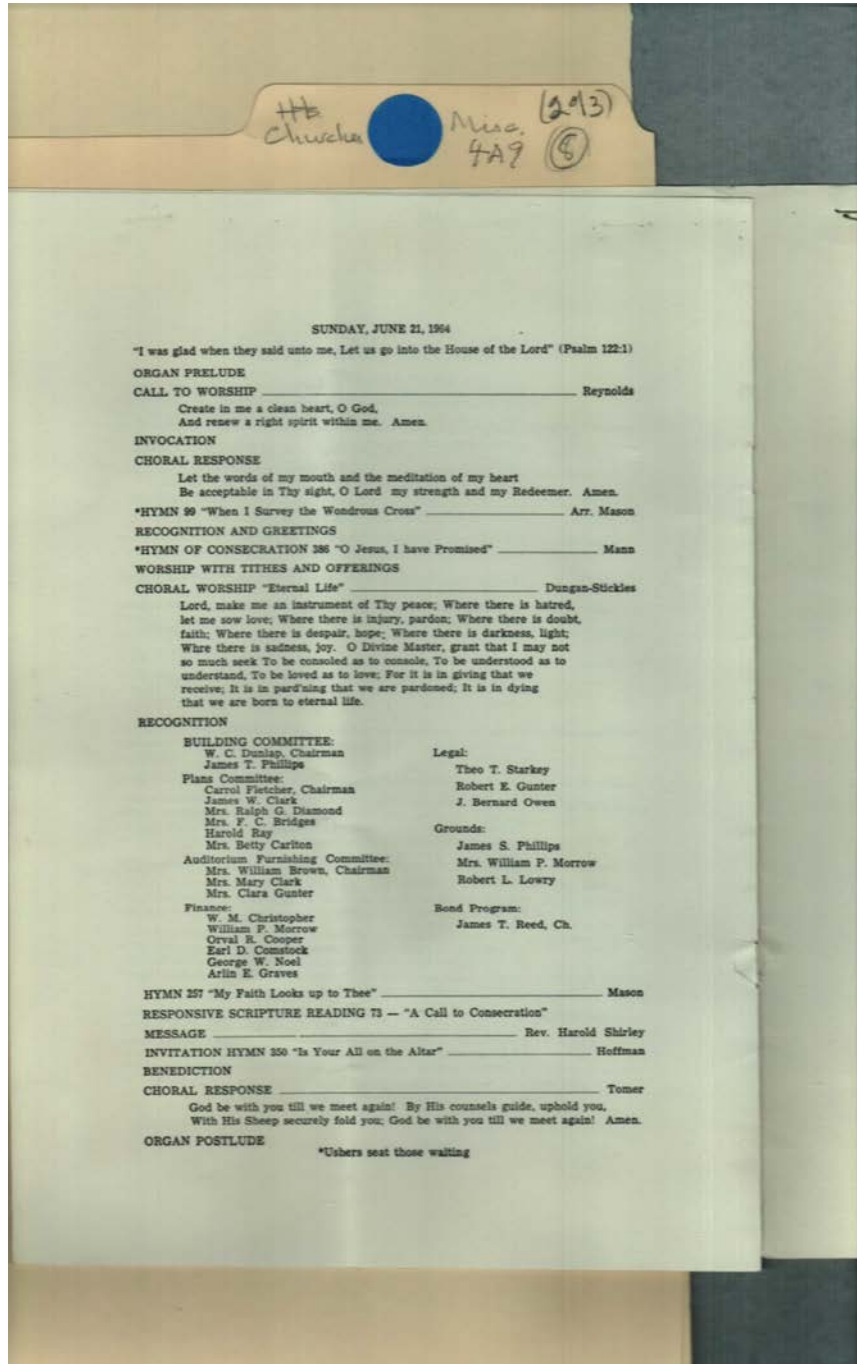 Hb
Churches
Misc. (2013)
4A9 (8)
SUNDAY, JUNE 21, 1964
"I was glad when they said unto me, Let us go into the House of the Lord" (Psalm 122:1)
ORGAN PRELUDE
CALL TO WORSHIP Reynolds
Create in me a clean heart, O God,
And renew a right spirit within me. Amen.
INVOCATION
CHORAL RESPONSE
Let the words of my mouth and the meditation of my heart
Be acceptable in Thy sight, O Lord my strength and my Redeemer. Amen.
*HYMN 99 "When I Survey the Wondrous Cross" Arr. Mason
RECOGNITION AND GREETINGS
*HYMN OF CONSECRATION 386 "O Jesus, I have Promised" Mann
WORSHIP WITH TITHES AND OFFERINGS
CHORAL WORSHIP "Eternal Life" Dungan-Stickles
Lord, make me an instrument of Thy peace; Where there is hatred,
let me sow love; Where there is injury, pardon; Where there is doubt,
faith; Where there is despair, hope; Where there is darkness, light;
Whre there is sadness, joy. O Divine Master, grant that I may not
so much seek To be consoled as to console, To be understood as to
understand, To be loved as to love; For it is in giving that we
receive; It is in pard'ning that we are pardoned; It is in dying
that we are born to eternal life.
RECOGNITION
BUILDING COMMITTEE:
W. C. Dunlap, Chairman
James T. Phillips
Plans Committee:
Carrol Fletcher, Chairman
James W. Clark
Mrs. Ralph G. Diamond
Mrs. F. C. Bridges
Harold Ray
Mrs. Betty Carlton
Auditorium Furnishing Committee:
Mrs. William Brown, Chairman
Mrs. Mary Clark
Mrs. Clara Gunter
Finance:
W. M. Christopher
William P. Morrow
Orval R. Cooper
Earl D. Comstock
George W. Noel
Arlin E. Graves
Legal:
Theo T. Starkey
Robert E. Gunter
J. Bernard Owen
Grounds:
James S. Phillips
Mrs. William P. Morrow
Robert L. Lowry
Bond Program:
James T. Reed, Ch.
HYMN 257 "My Faith Looks up to Thee" Mason
RESPONSIVE SCRIPTURE READING 73 — "A Call to Consecration"
MESSAGE Rev. Harold Shirley
INVITATION HYMN 350 "Is Your All on the Altar" Hoffman
BENEDICTION
CHORAL RESPONSE Tomer
God be with you till we meet again! By His counsels guide, uphold you,
With His Sheep securely fold you; God be with you till we meet again! Amen.
ORGAN POSTLUDE
*Ushers seat those waiting